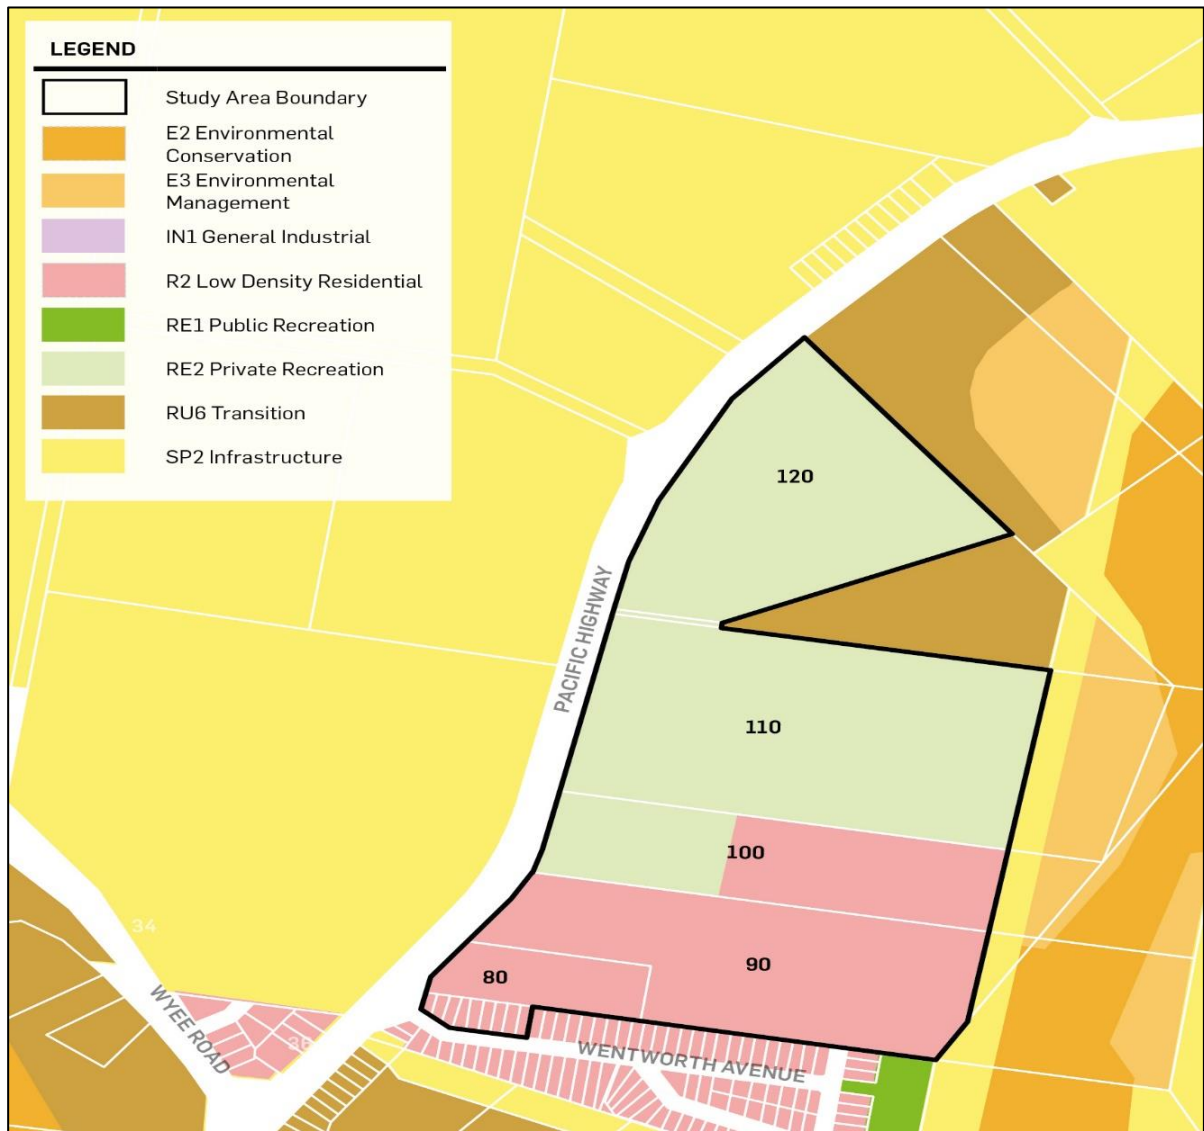 LEGEND
Study Area Boundary
E2 Environmental
Conservation
E3 Environmental
Management
IN1 General Industrial
R2 Low Density Residential
RE1 Public Recreation
RE2 Private Recreation
RU6 Transition
SP2 Infrastructure
120
PACIFIC HIGHWAY
110
100
34
90
80
WYEE ROAD
36
WENTWORTH AVENUE